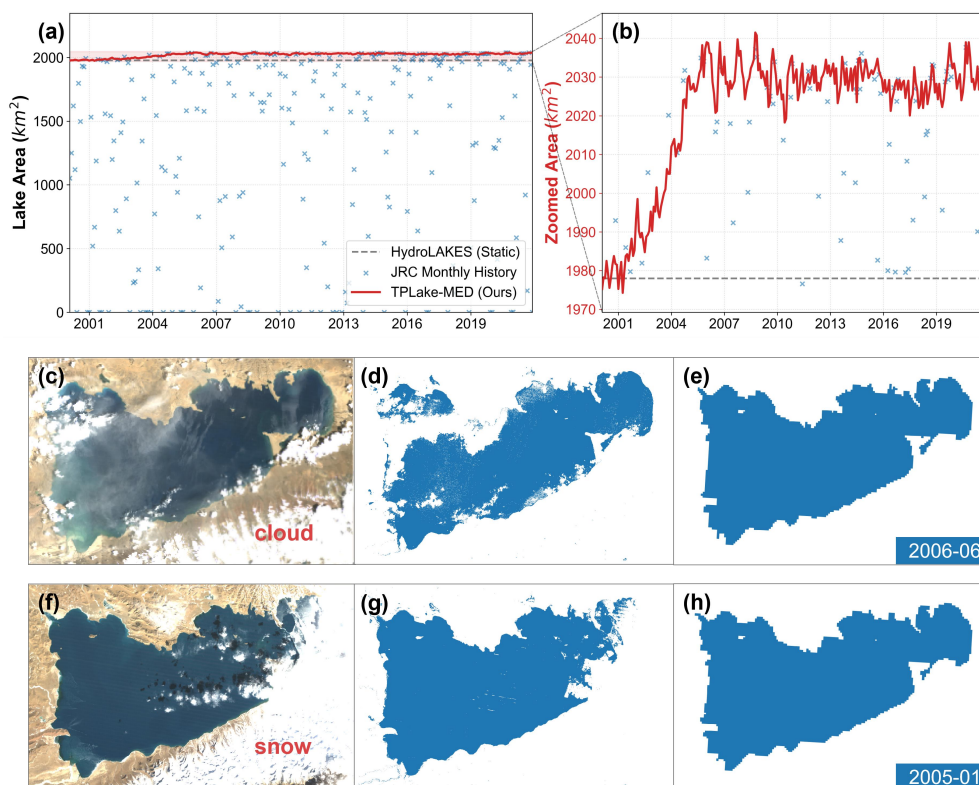 (a)
Lake Area (km²)
2000
1500
1000
500
0
2001
2004
2007
2010
2013
2016
2019
HydroLAKES (Static)
JRC Monthly History
TPLake-MED (Ours)
(b)
Zoomed Area (km²)
2040
2030
2020
2010
2000
1990
1980
1970
2001
2004
2007
2010
2013
2016
2019
(c)
cloud
(d)
(e)
2006-06
(f)
snow
(g)
(h)
2005-01